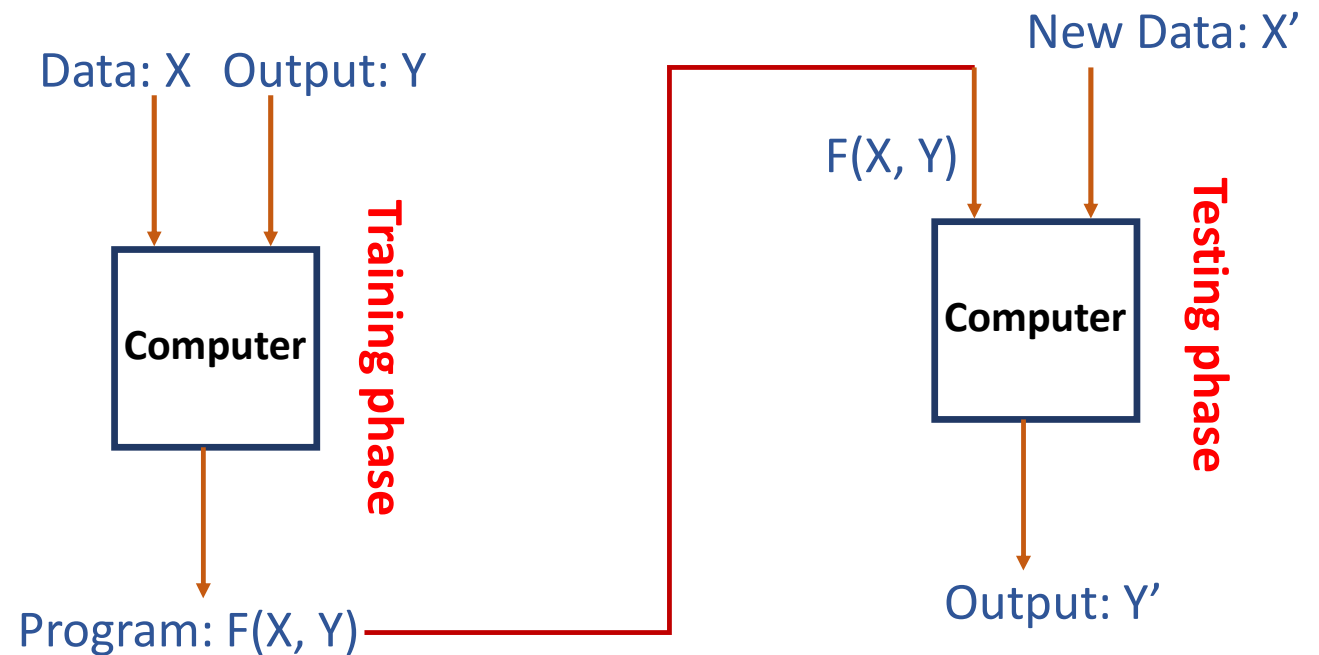 Data: X Output: Y
Computer
Training phase
Program: F(X, Y)
New Data: X’
F(X, Y)
Computer
Testing phase
Output: Y’